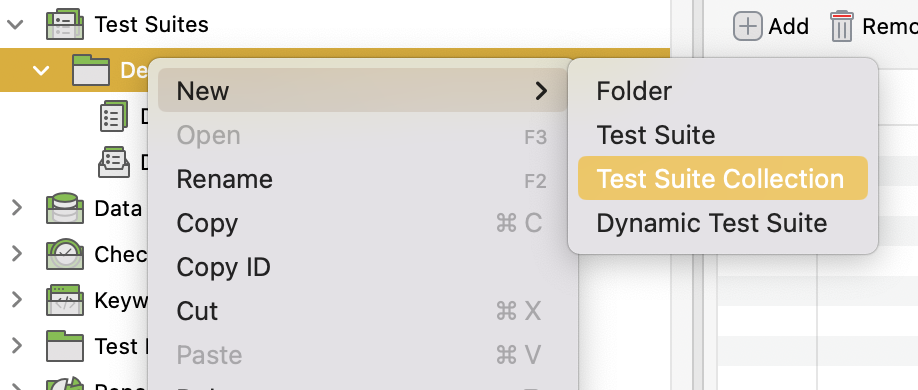 Test Suites
Add
Remo
De
New
Folder
Open F3
Test Suite
Rename F2
Test Suite Collection
Copy ⌘ C
Dynamic Test Suite
Data
Copy ID
Chec
Cut ⌘ X
Keyw
Paste ⌘ V
Test